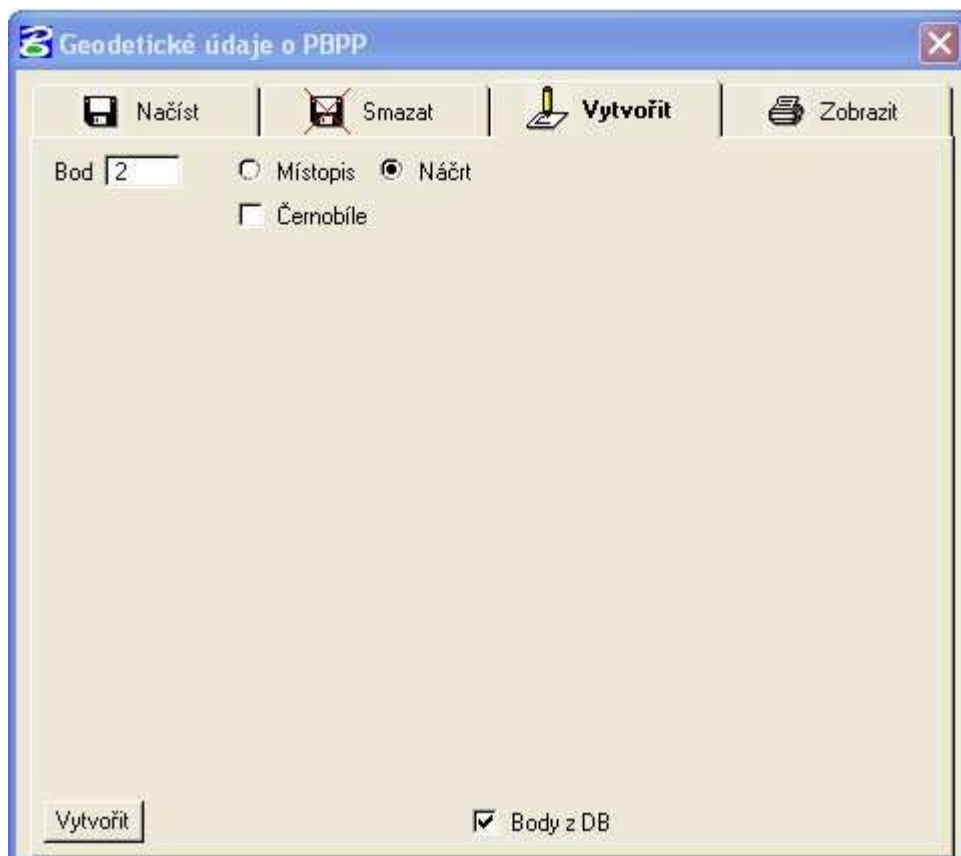 Geodetické údaje o PBPP
Načíst Smazat Vytvořit Zobrazit
Bod 2 Místopis Náčrt
Černobíle
Vytvořit Body z DB